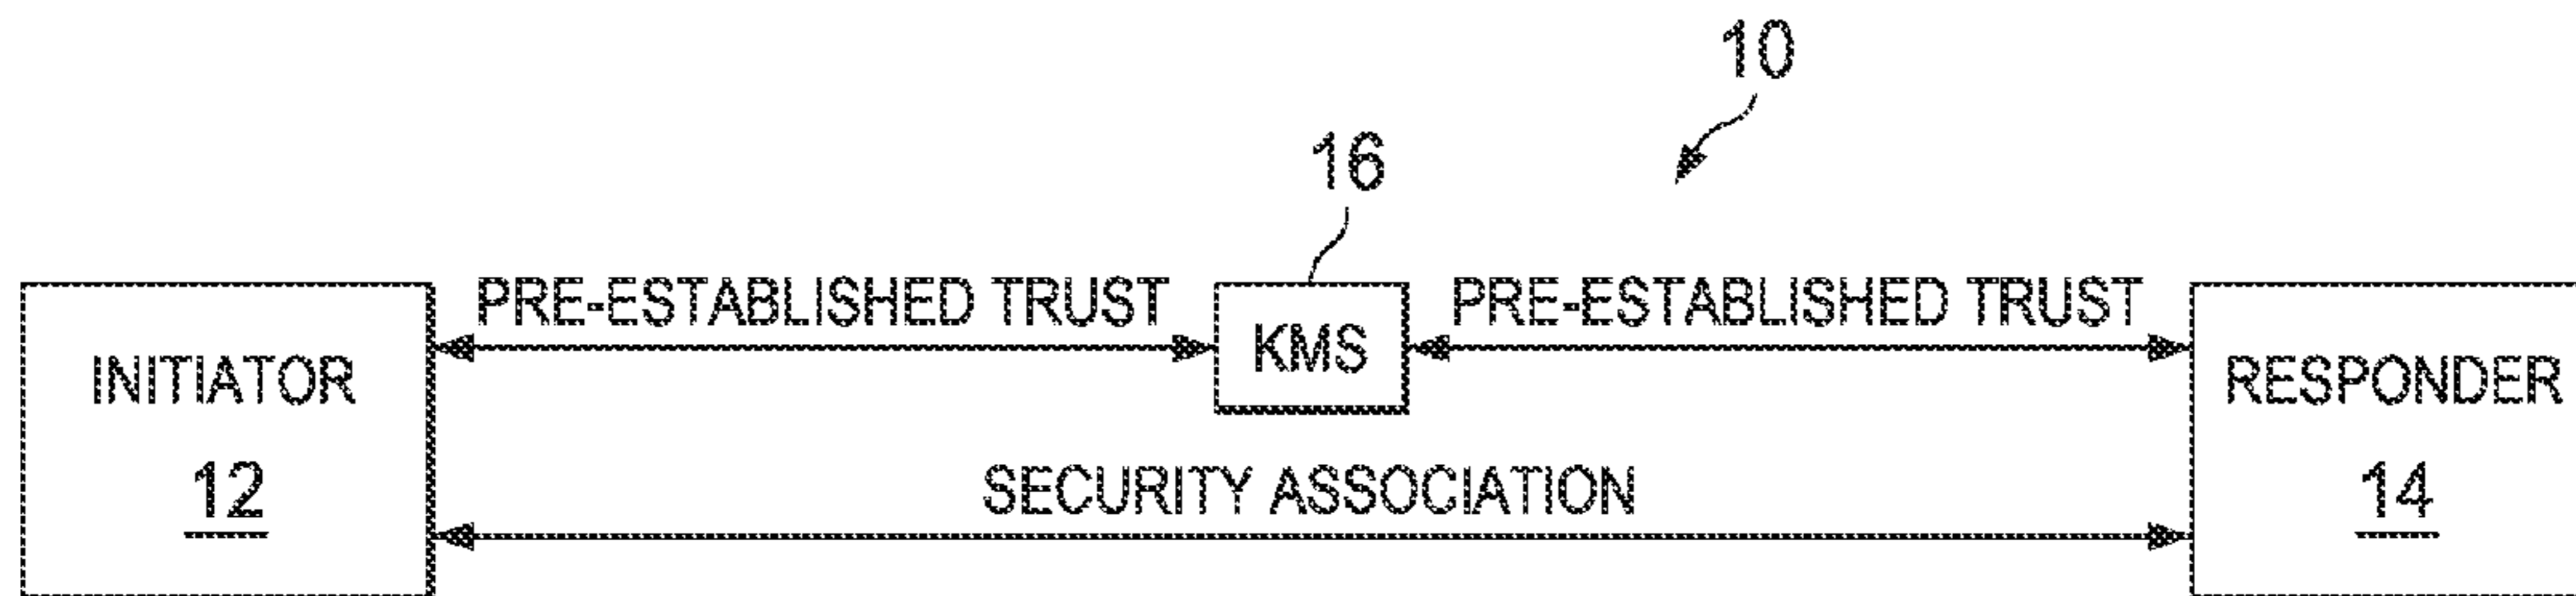 10
16
PRE-ESTABLISHED TRUST
PRE-ESTABLISHED TRUST
INITIATOR
12
KMS
RESPONDER
14
SECURITY ASSOCIATION